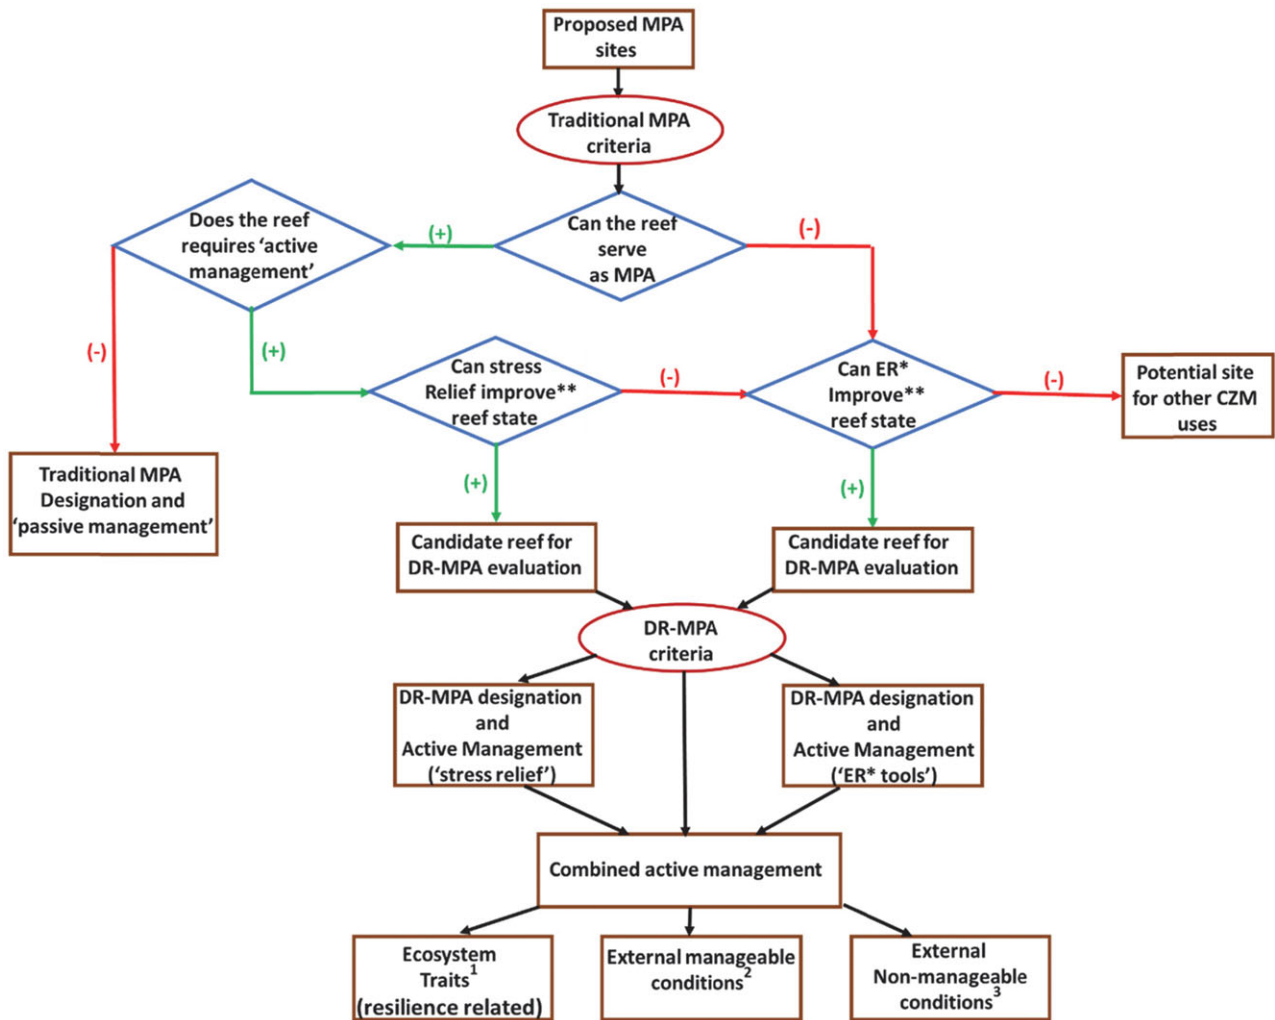 Proposed MPA
sites
Traditional MPA
criteria
Does the reef
requires ‘active
management’
(+)
Can the reef
serve
as MPA
(-)
(-)
(+)
Can stress
Relief improve**
reef state
(-)
Can ER*
Improve**
reef state
(-)
Potential site
for other CZM
uses
Traditional MPA
Designation and
‘passive management’
(+)
(+)
Candidate reef for
DR-MPA evaluation
Candidate reef for
DR-MPA evaluation
DR-MPA
criteria
DR-MPA designation
and
Active Management
(‘stress relief’)
DR-MPA designation
and
Active Management
(‘ER* tools’)
Combined active management
Ecosystem
Traits1
(resilience related)
External manageable
conditions2
External
Non-manageable
conditions3